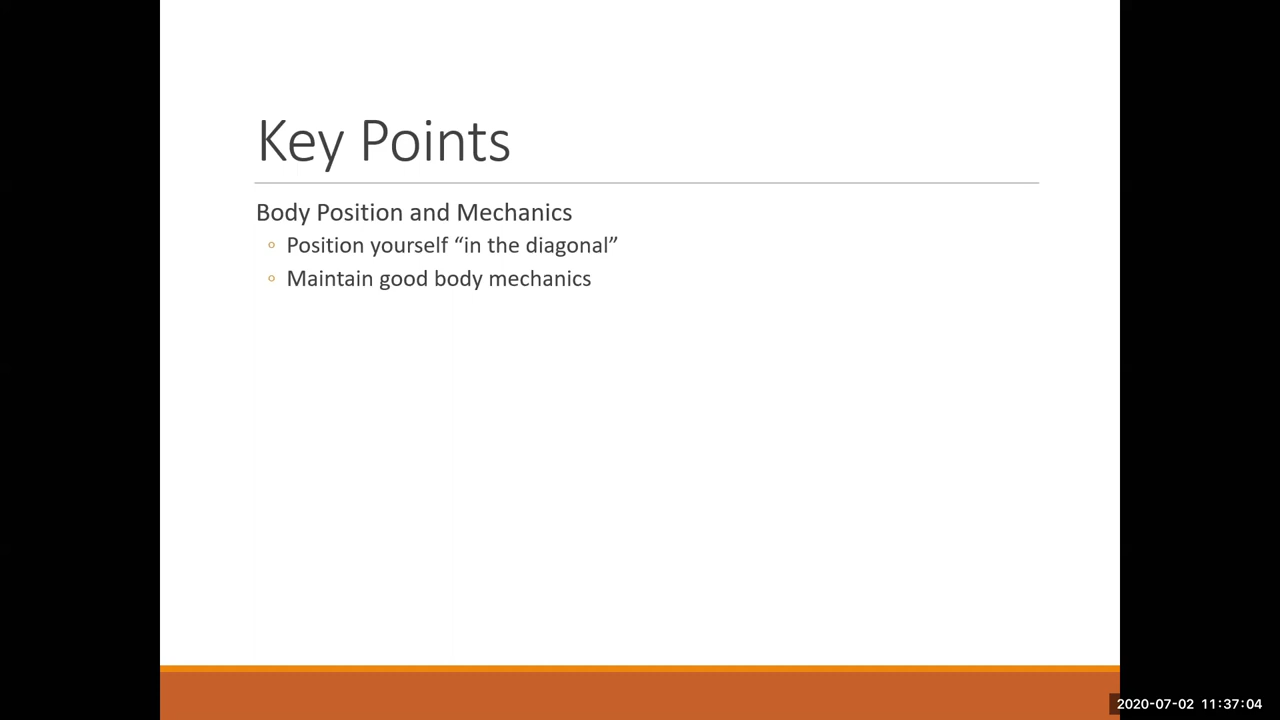 Key Points
Body Position and Mechanics
◦ Position yourself “in the diagonal”
◦ Maintain good body mechanics
2020-07-02 11:37:04